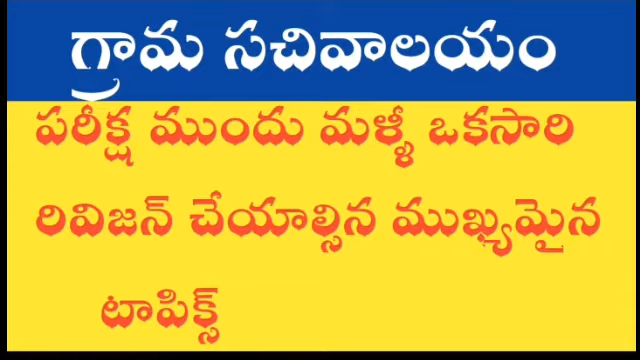 గ్రామ సచివాలయం
పరీక్ష ముందు మళ్ళీ ఒకసారి
రివిజన్ చేయాల్సిన ముఖ్యమైన
టాపిక్స్